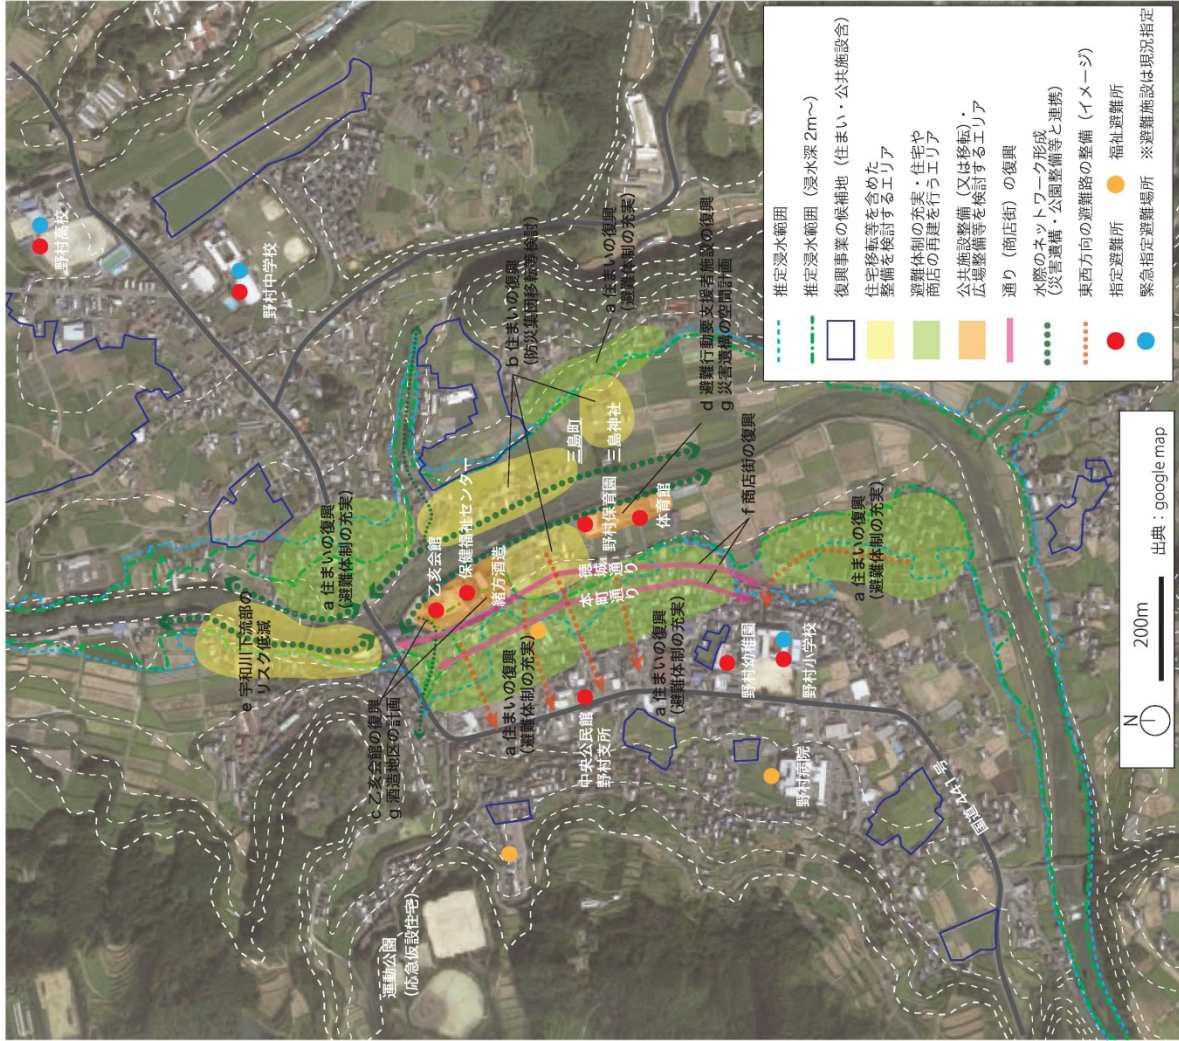 野村高校
野村中学校
e 宇和川下流部の
リスク低減
a 住まいの復興
(避難体制の充実)
b 住まいの復興
(防災集団移転等検討)
a 住まいの復興
(避難体制の充実)
c 乙亥会館の復興
g 酒造地区の計画
乙亥会館
保健福祉センター
緒方酒造
三島町
三島神社
d 避難行動要支援者施設の復興
g 災害遺構の空間計画
野村保育園
体育館
f 商店街の復興
本町通り
徳城通り
a 住まいの復興
(避難体制の充実)
a 住まいの復興
(避難体制の充実)
a 住まいの復興
(避難体制の充実)
中央公民館
野村支所
野村幼稚園
野村小学校
野村病院
運動公園
(応急仮設住宅)
国道441号
推定浸水範囲
推定浸水範囲(浸水深2m〜)
復興事業の候補地(住まい・公共施設含)
住宅移転等を含めた
整備を検討するエリア
避難体制の充実・住宅や
商店の再建を行うエリア
公共施設整備(又は移転)・
広場整備等を検討するエリア
通り(商店街)の復興
水際のネットワーク形成
(災害遺構・公園整備等と連携)
東西方向の避難路の整備(イメージ)
指定避難所
福祉避難所
緊急指定避難場所
※避難施設は現況指定
N
200m
出典:google map